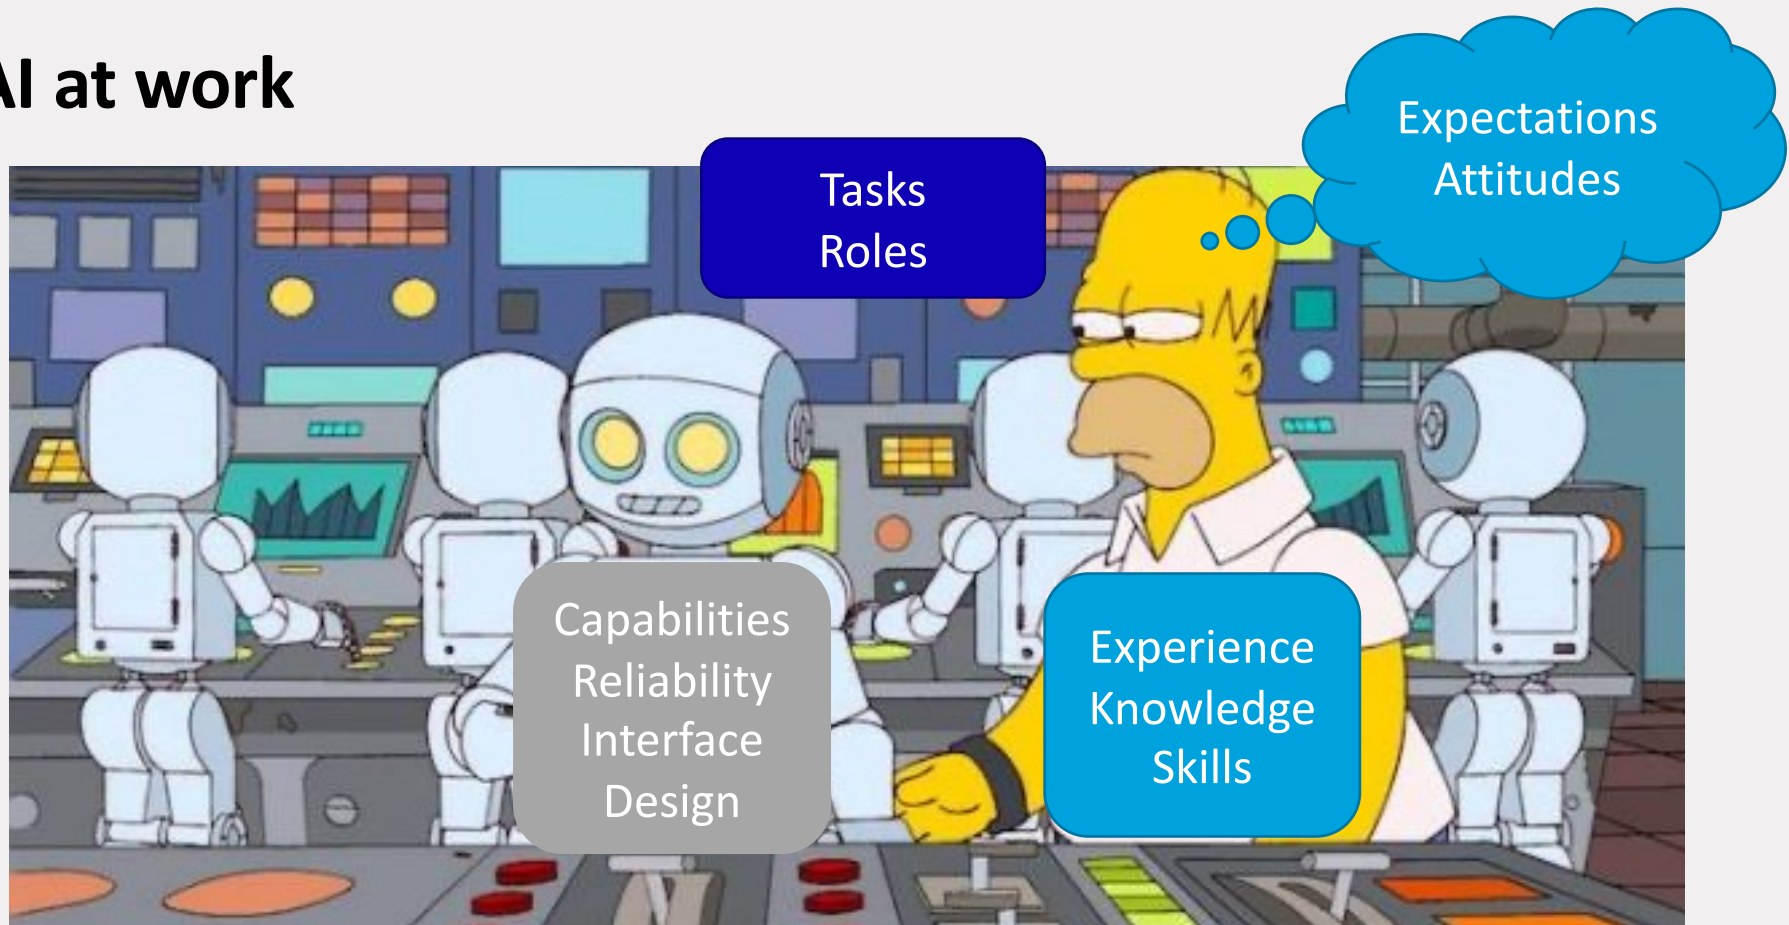 AI at work
Expectations
Attitudes
Tasks
Roles
Capabilities
Reliability
Interface
Design
Experience
Knowledge
Skills